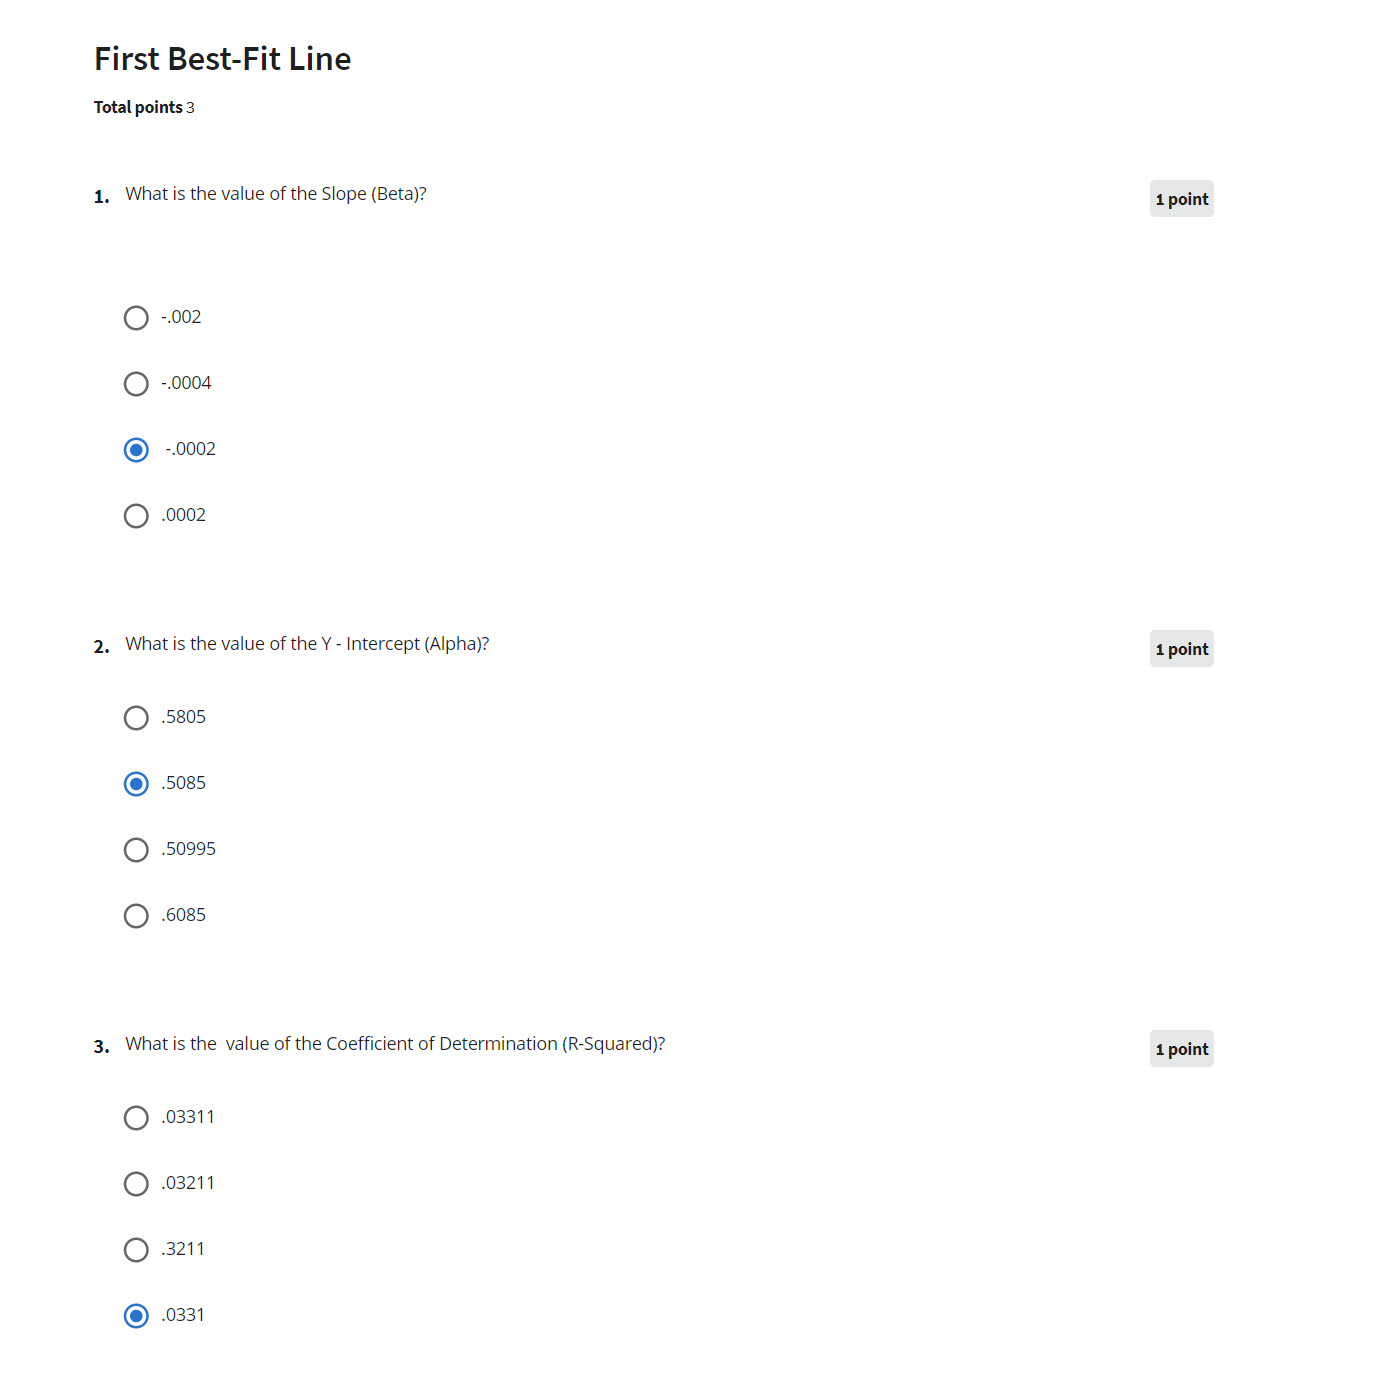 First Best-Fit Line
Total points 3
1. What is the value of the Slope (Beta)?
1 point
-.002
-.0004
-.0002
.0002
2. What is the value of the Y - Intercept (Alpha)?
1 point
.5805
.5085
.50995
.6085
3. What is the  value of the Coefficient of Determination (R-Squared)?
1 point
.03311
.03211
.3211
.0331